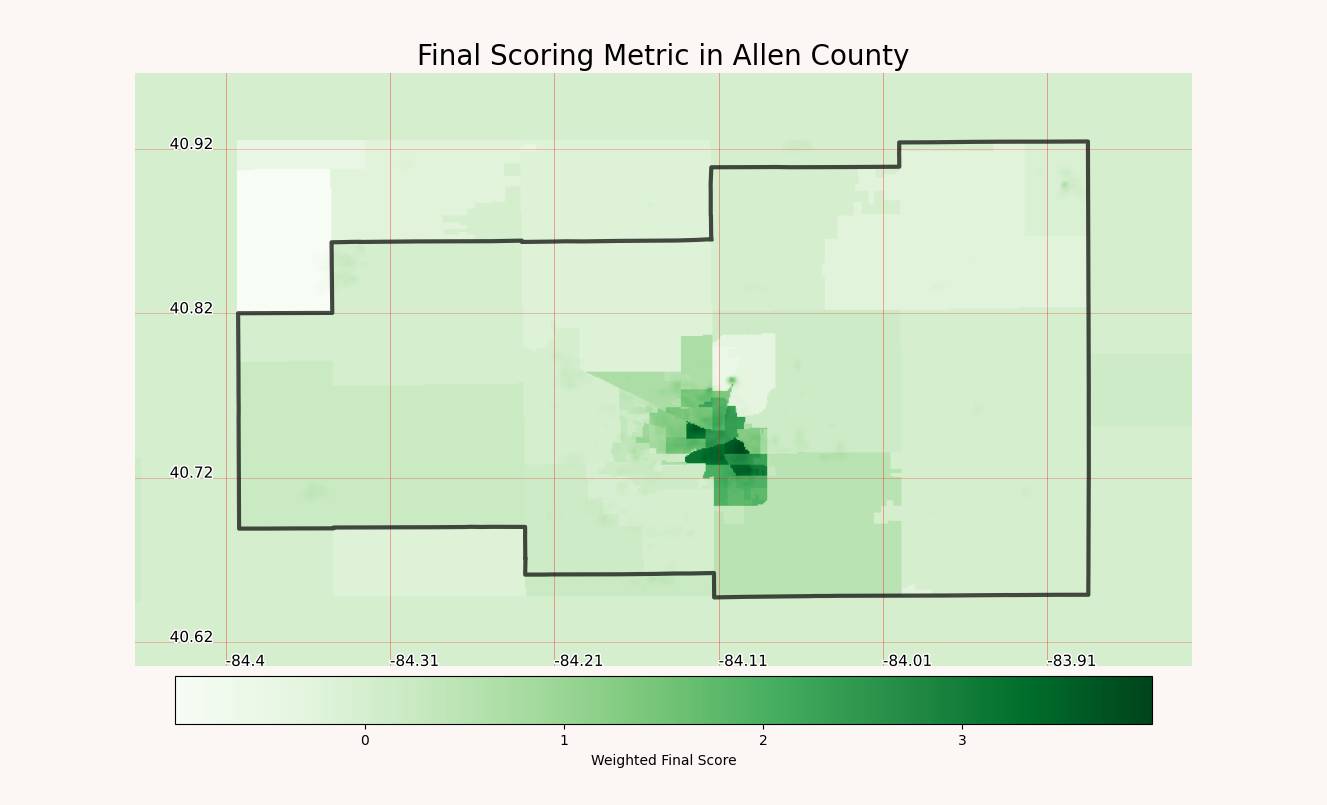 Final Scoring Metric in Allen County
40.92
40.82
40.72
40.62
-84.4 -84.31 -84.21 -84.11 -84.01 -83.91
0 1 2 3
Weighted Final Score